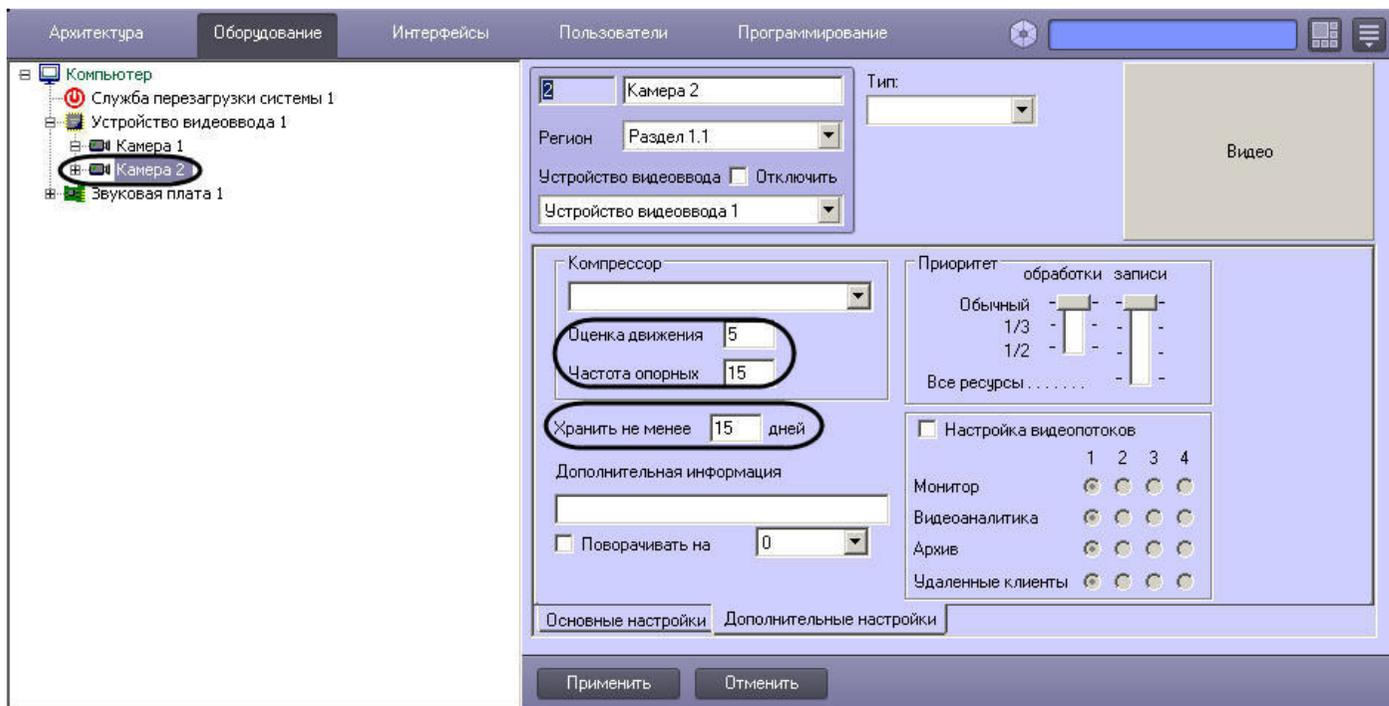 Архитектура Оборудование Интерфейсы Пользователи Программирование
Компьютер
Служба перезагрузки системы 1
Устройство видеоввода 1
Камера 1
Камера 2
Звуковая плата 1
2 Камера 2
Тип:
Регион Раздел 1.1
Устройство видеоввода Отключить
Устройство видеоввода 1
Видео
Компрессор
Оценка движения 5
Частота опорных 15
Хранить не менее 15 дней
Дополнительная информация
Поворачивать на 0
Приоритет
обработки записи
Обычный
1/3
1/2
Все ресурсы . . . . . . .
Настройка видеопотоков
1 2 3 4
Монитор
Видеоаналитика
Архив
Удаленные клиенты
Основные настройки Дополнительные настройки
Применить Отменить